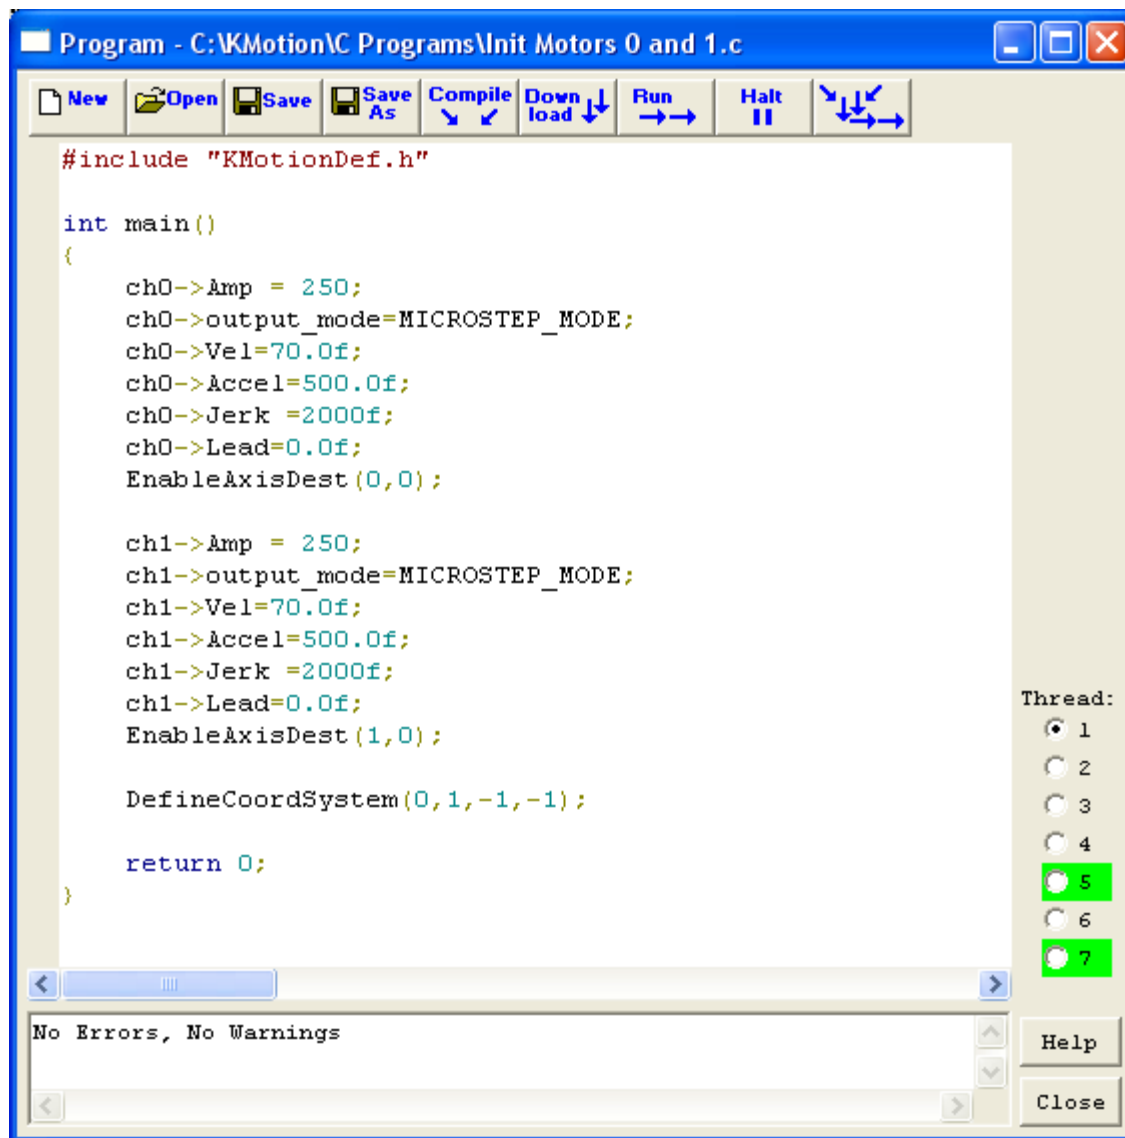 Program - C:\KMotion\C Programs\Init Motors 0 and 1.c
New Open Save Save As Compile Down load Run Halt
#include "KMotionDef.h"
int main()
{
ch0->Amp = 250;
ch0->output_mode=MICROSTEP_MODE;
ch0->Vel=70.0f;
ch0->Accel=500.0f;
ch0->Jerk =2000f;
ch0->Lead=0.0f;
EnableAxisDest(0,0);
ch1->Amp = 250;
ch1->output_mode=MICROSTEP_MODE;
ch1->Vel=70.0f;
ch1->Accel=500.0f;
ch1->Jerk =2000f;
ch1->Lead=0.0f;
EnableAxisDest(1,0);
DefineCoordSystem(0,1,-1,-1);
return 0;
}
Thread:
1
2
3
4
5
6
7
No Errors, No Warnings
Help
Close